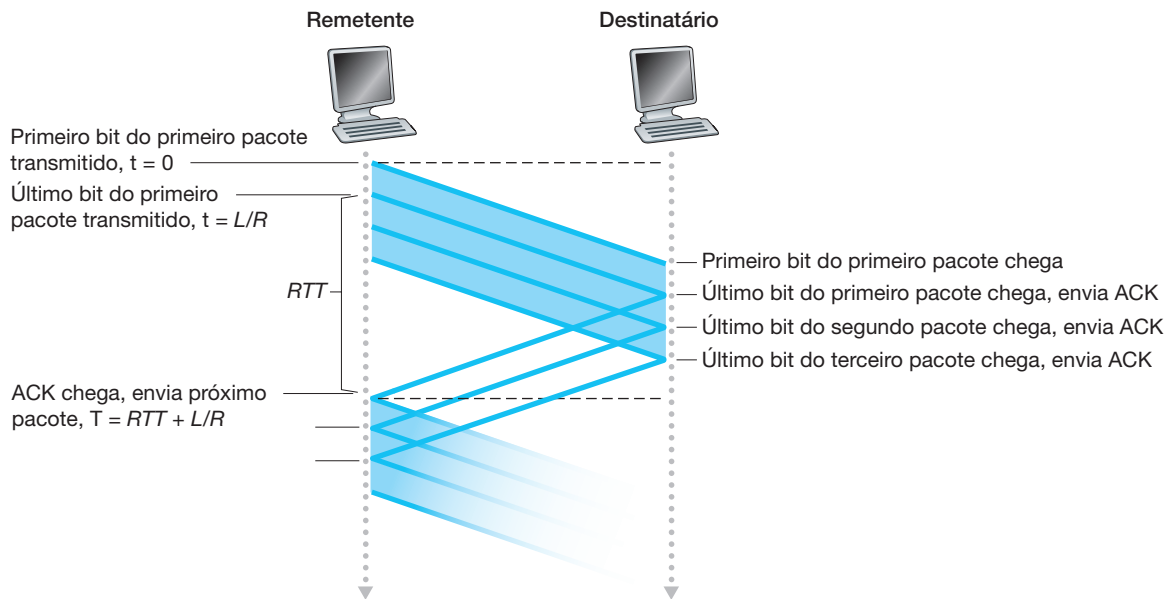 Remetente
Destinatário
Primeiro bit do primeiro pacote
transmitido, t = 0
Último bit do primeiro
pacote transmitido, t = L/R
RTT
ACK chega, envia próximo
pacote, T = RTT + L/R
Primeiro bit do primeiro pacote chega
Último bit do primeiro pacote chega, envia ACK
Último bit do segundo pacote chega, envia ACK
Último bit do terceiro pacote chega, envia ACK